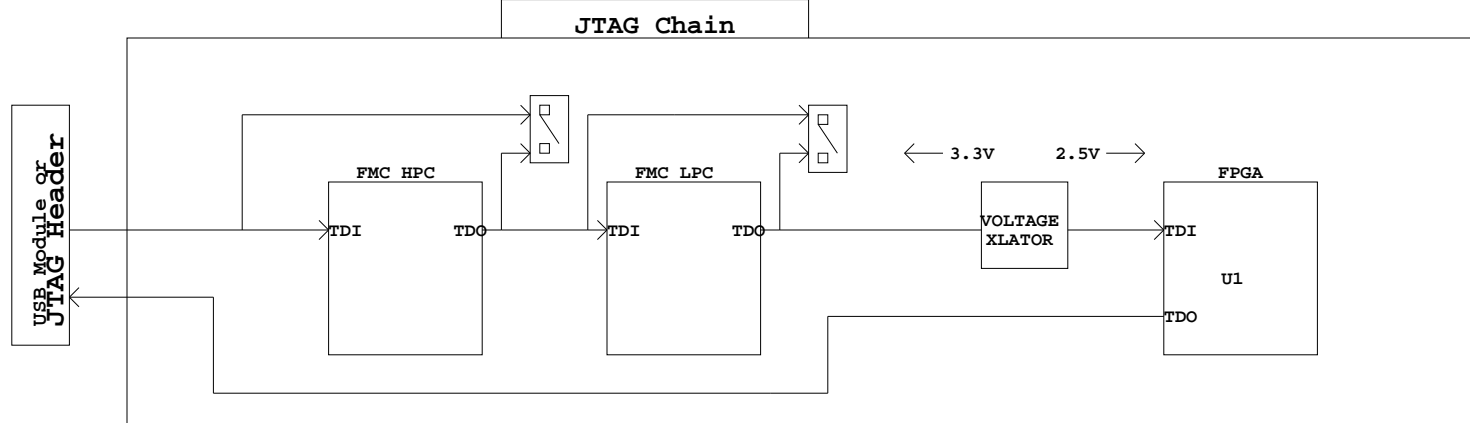 JTAG Chain
USB Module or
JTAG Header
3.3V
2.5V
FMC HPC
FMC LPC
FPGA
TDI
TDO
TDI
TDO
VOLTAGE
XLATOR
TDI
U1
TDO